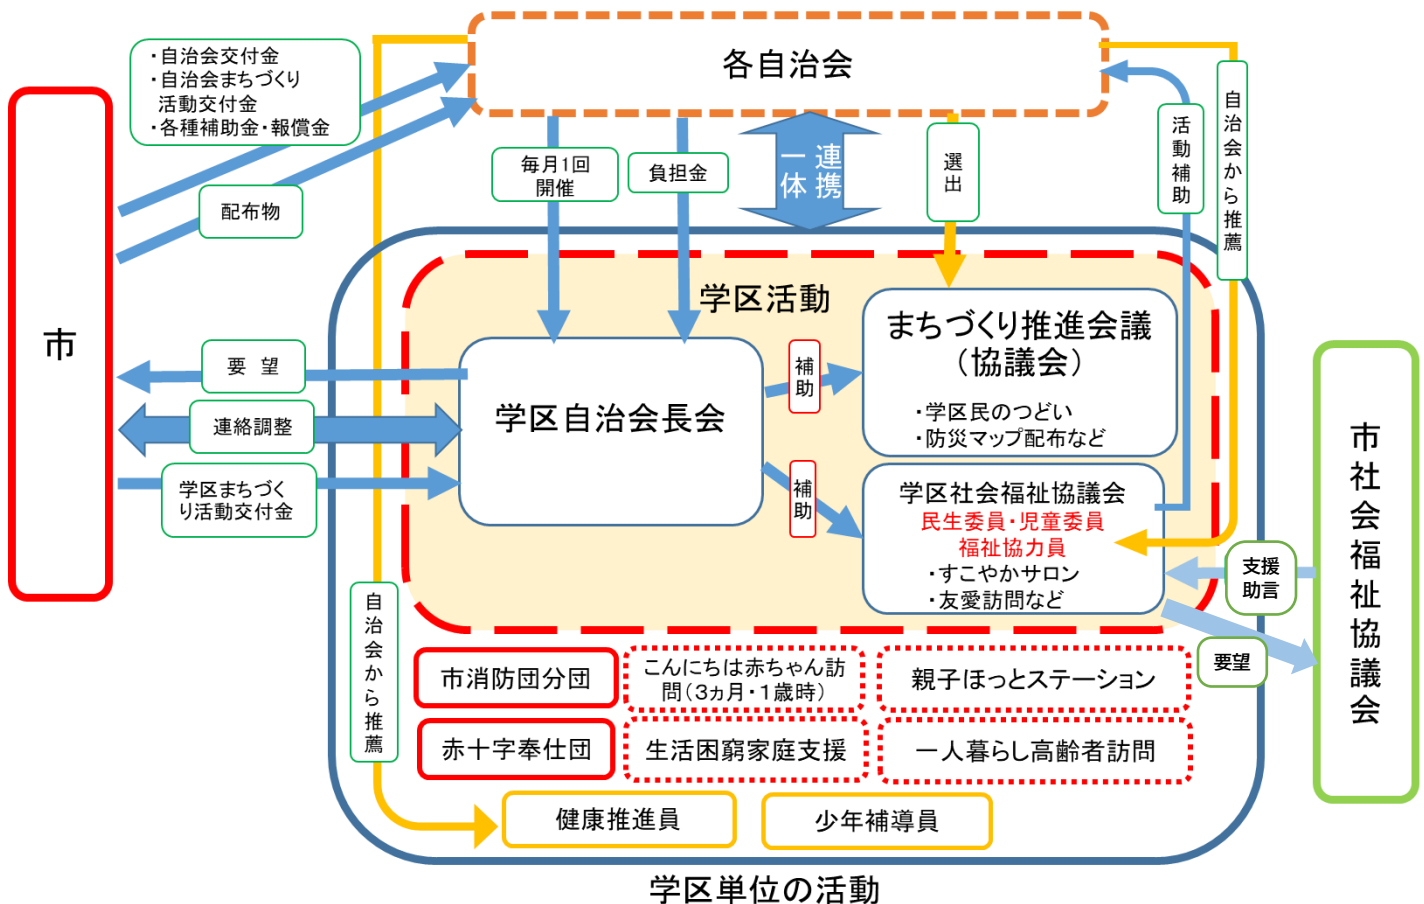 各自治会
・自治会交付金
・自治会まちづくり
活動交付金
・各種補助金・報償金
配布物
毎月1回
開催
負担金
連携
一体
選出
活動補助
自治会から推薦
市
学区活動
まちづくり推進会議
（協議会）
・学区民のつどい
・防災マップ配布など
学区自治会長会
補助
補助
要　望
連絡調整
学区まちづく
り活動交付金
学区社会福祉協議会
民生委員・児童委員
福祉協力員
・すこやかサロン
・友愛訪問など
支援
助言
要望
市社会福祉協議会
自治会から推薦
市消防団分団
こんにちは赤ちゃん訪
問（３ヵ月・１歳時）
親子ほっとステーション
赤十字奉仕団
生活困窮家庭支援
一人暮らし高齢者訪問
健康推進員
少年補導員
学区単位の活動